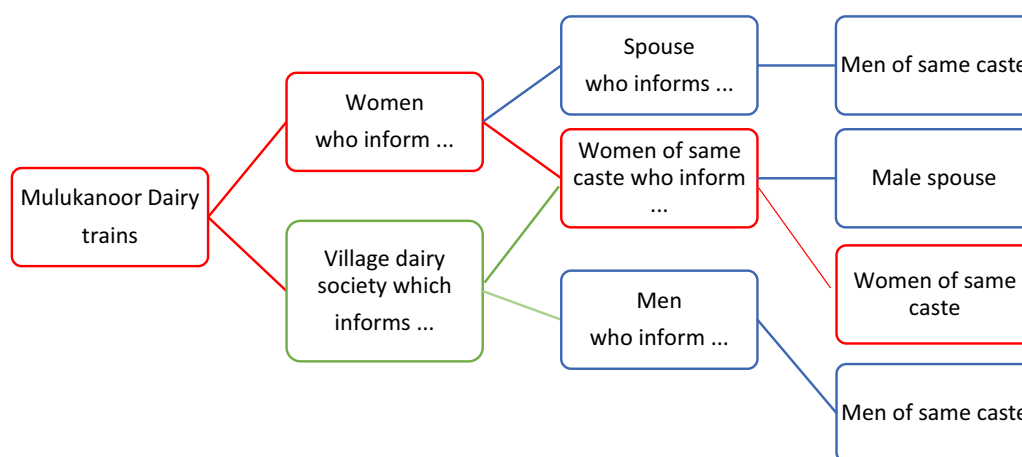 Mulukanoor Dairy
trains
Women
who inform ...
Village dairy
society which
informs ...
Spouse
who informs ...
Women of same
caste who inform
...
Men
who inform ...
Men of same caste
Male spouse
Women of same
caste
Men of same caste